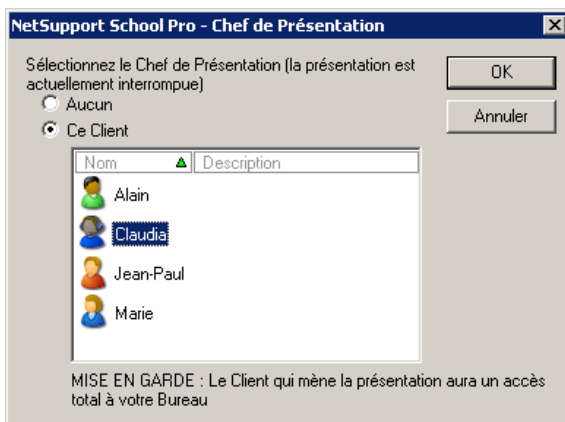 NetSupport School Pro - Chef de Présentation
Sélectionnez le Chef de Présentation (la présentation est
actuellement interrompue)
OK
Aucun
Annuler
Ce Client
Nom Description
Alain
Claudia
Jean-Paul
Marie
MISE EN GARDE : Le Client qui mène la présentation aura un accès
total à votre Bureau